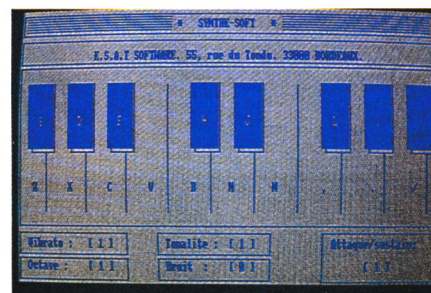 * SYNTHE-SOFT *
E.S.A.T SOFTWARE. 55, rue du Tondu. 33000 BORDEAUX.
Z X C V B N M , . /
Vibrato : [ 1 ] Tonalite : [ 1 ] Attaque/sustain:
Octave : [ 1 ] Bruit : [ 0 ] [ 1 ]